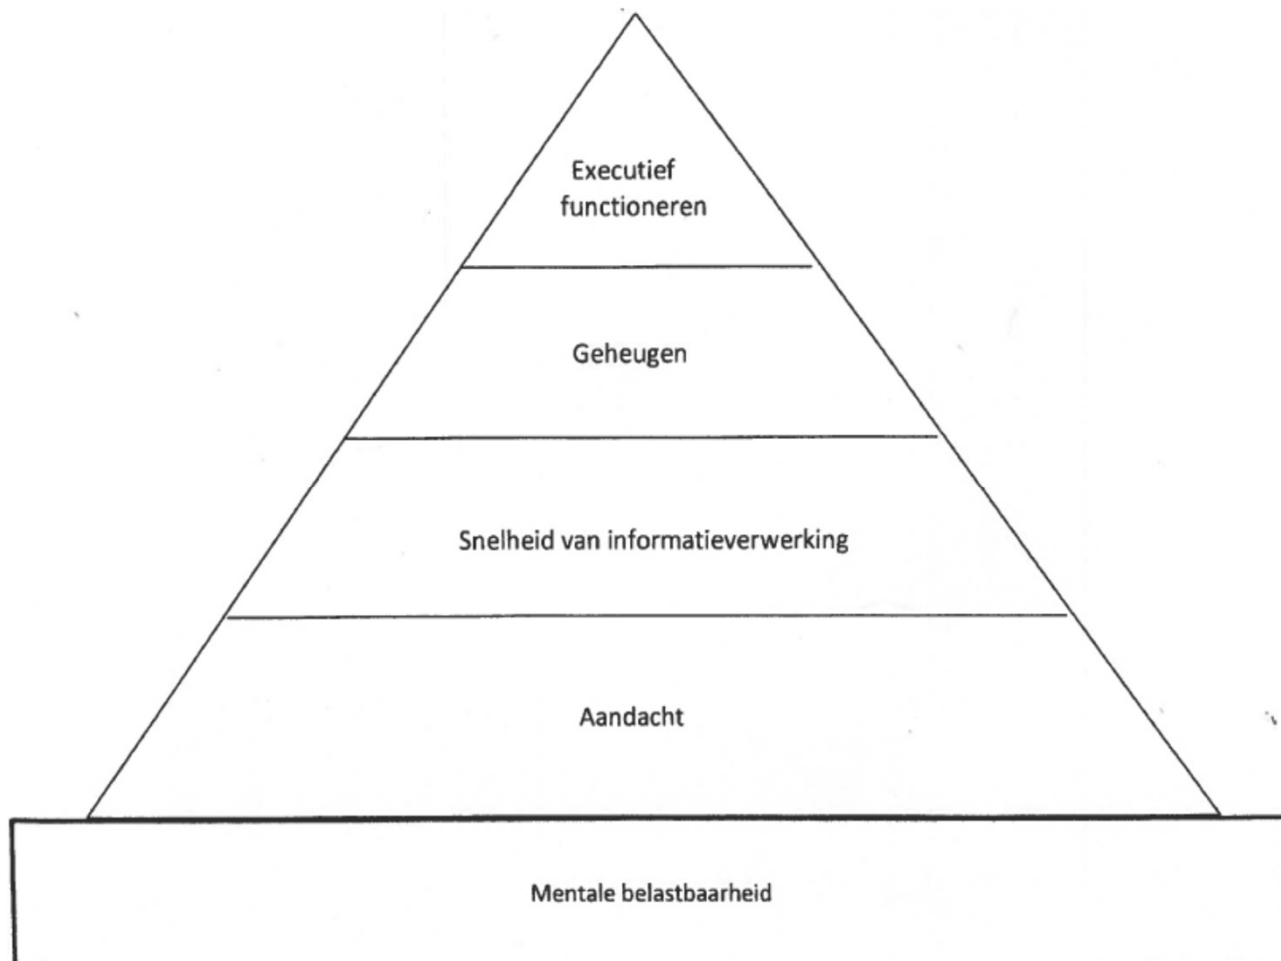 Executief
functioneren
Geheugen
Snelheid van informatieverwerking
Aandacht
Mentale belastbaarheid